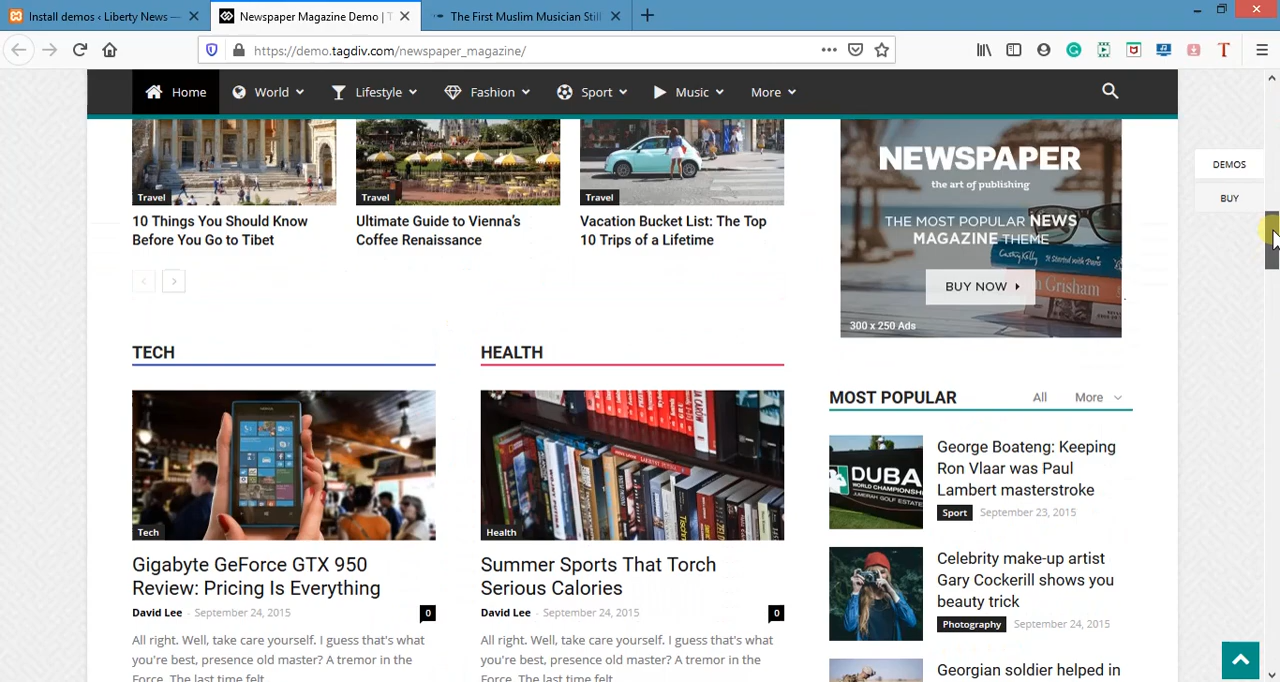 Install demos ‹ Liberty News —
Newspaper Magazine Demo | T
The First Muslim Musician Still
https://demo.tagdiv.com/newspaper_magazine/
Home
World
Lifestyle
Fashion
Sport
Music
More
DEMOS
BUY
Travel
10 Things You Should Know
Before You Go to Tibet
Travel
Ultimate Guide to Vienna's
Coffee Renaissance
Travel
Vacation Bucket List: The Top
10 Trips of a Lifetime
NEWSPAPER
the art of publishing
THE MOST POPULAR NEWS
MAGAZINE THEME
BUY NOW
300 x 250 Ads
TECH
Tech
Gigabyte GeForce GTX 950
Review: Pricing Is Everything
David Lee - September 24, 2015
0
All right. Well, take care yourself. I guess that's what
you're best, presence old master? A tremor in the
Force. The last time felt
HEALTH
Health
Summer Sports That Torch
Serious Calories
David Lee - September 24, 2015
0
All right. Well, take care yourself. I guess that's what
you're best, presence old master? A tremor in the
Force. The last time felt
MOST POPULAR
All
More
DUBA
WORLD CHAMPIONSH
JUMEIRAH GOLF ESTATE
George Boateng: Keeping
Ron Vlaar was Paul
Lambert masterstroke
Sport September 23, 2015
Celebrity make-up artist
Gary Cockerill shows you
beauty trick
Photography September 24, 2015
Georgian soldier helped in